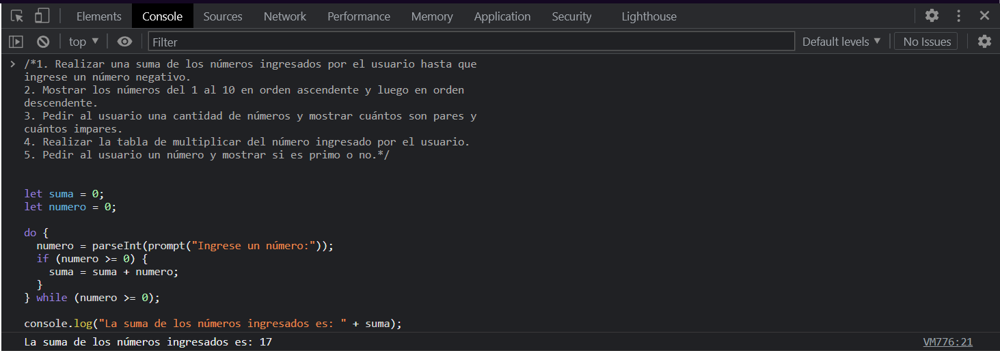 Elements Console Sources Network Performance Memory Application Security Lighthouse
top Filter Default levels No Issues
/*1. Realizar una suma de los números ingresados por el usuario hasta que
ingrese un número negativo.
2. Mostrar los números del 1 al 10 en orden ascendente y luego en orden
descendente.
3. Pedir al usuario una cantidad de números y mostrar cuántos son pares y
cuántos impares.
4. Realizar la tabla de multiplicar del número ingresado por el usuario.
5. Pedir al usuario un número y mostrar si es primo o no.*/
let suma = 0;
let numero = 0;
do {
numero = parseInt(prompt("Ingrese un número:"));
if (numero >= 0) {
suma = suma + numero;
}
} while (numero >= 0);
console.log("La suma de los números ingresados es: " + suma);
La suma de los números ingresados es: 17 VM776:21